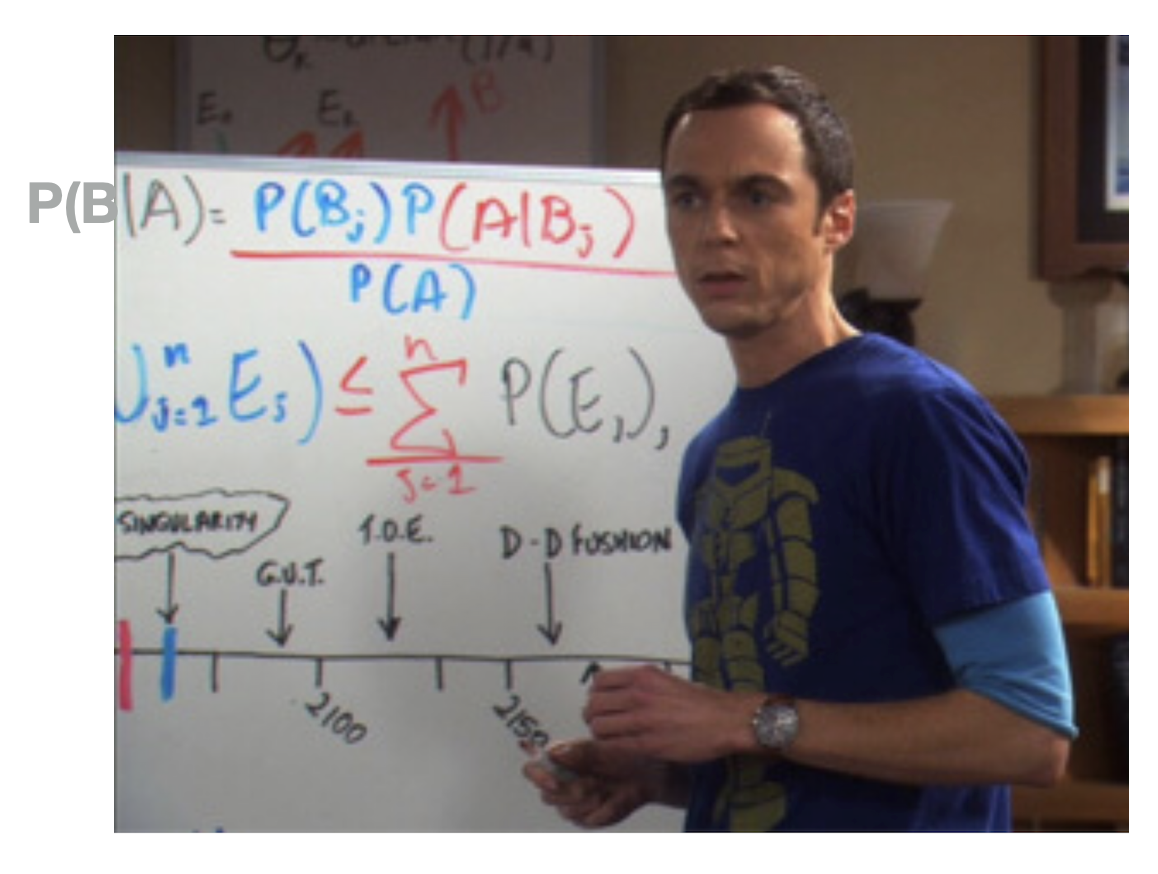 E
E
B
P(B|A)= P(B
j
)P(A|B
j
)
P(A)
n
j=1
E
j
) ≤
n
∑
j=1
P(E
j
),
SINGULARITY
G.U.T.
T.O.E.
D-D FUSHION
2100
2150